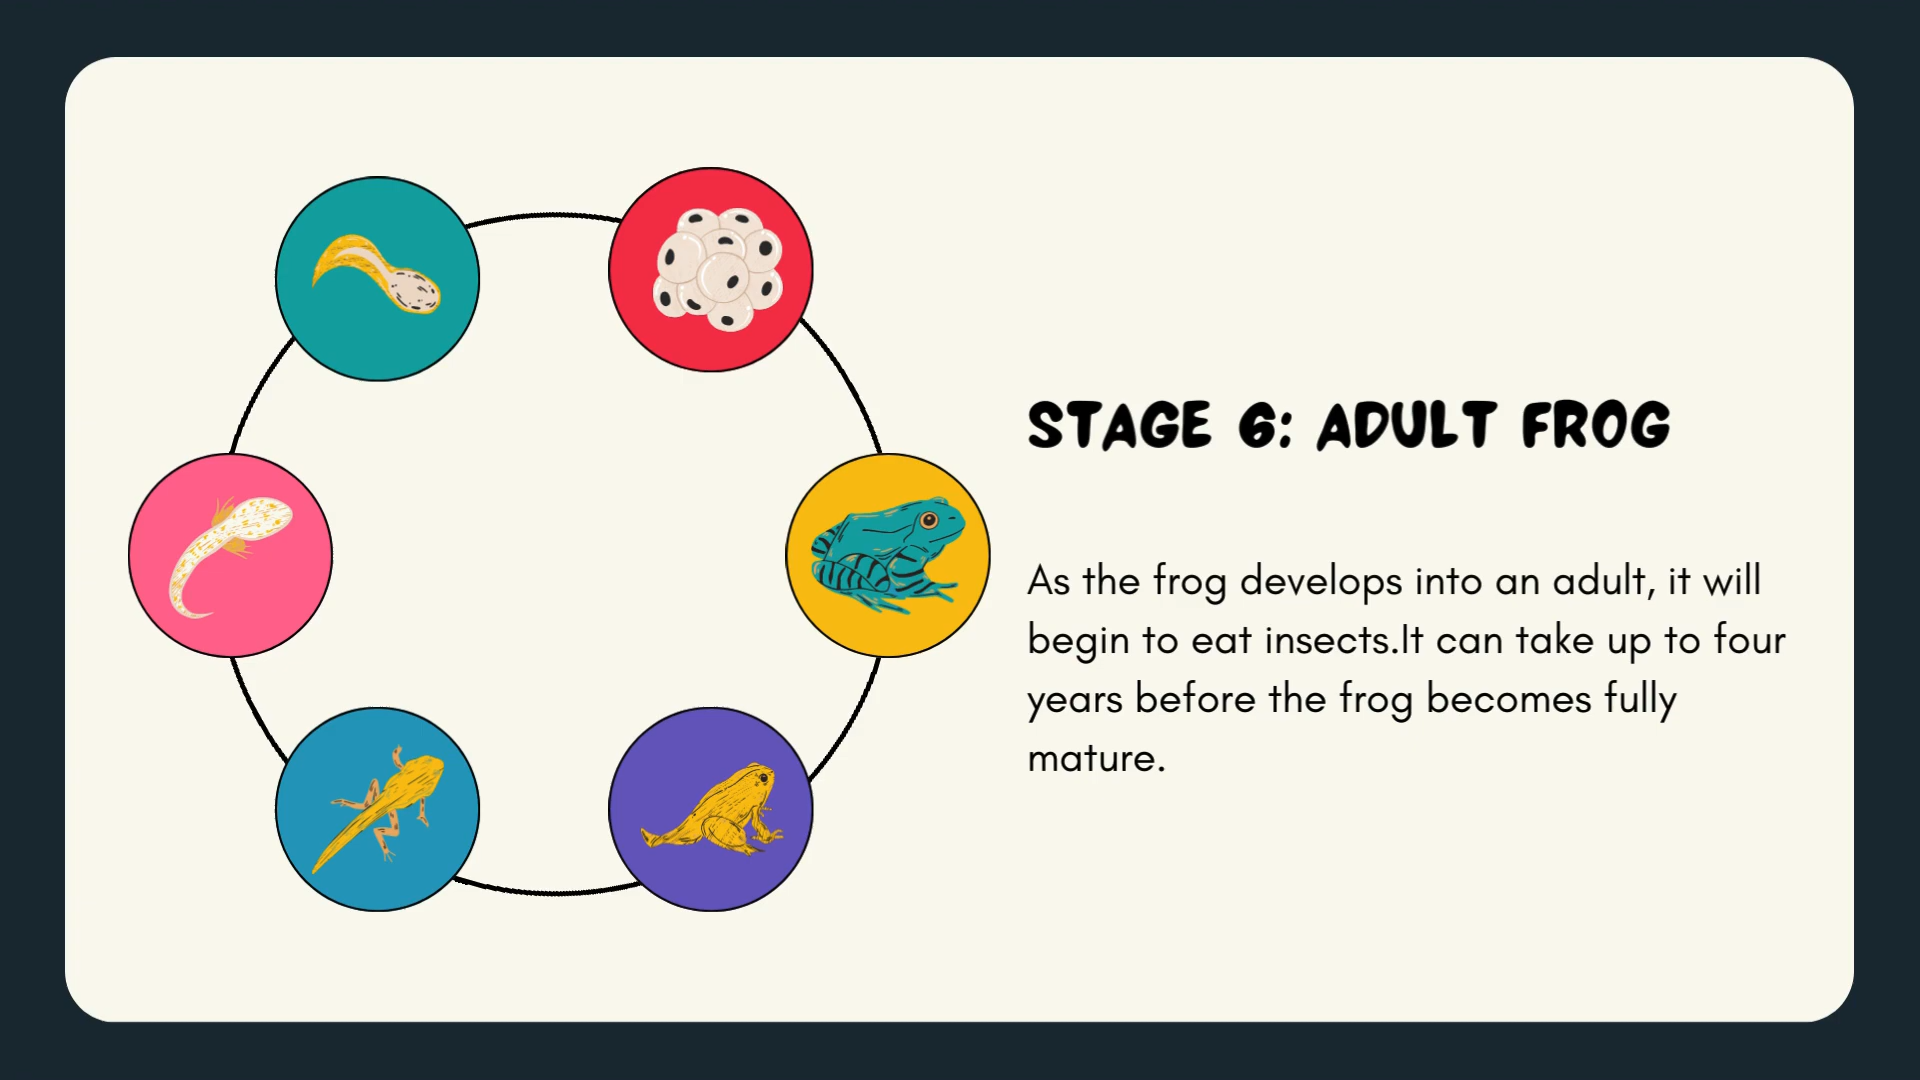 STAGE 6: ADULT FROG
As the frog develops into an adult, it will
begin to eat insects.It can take up to four
years before the frog becomes fully
mature.